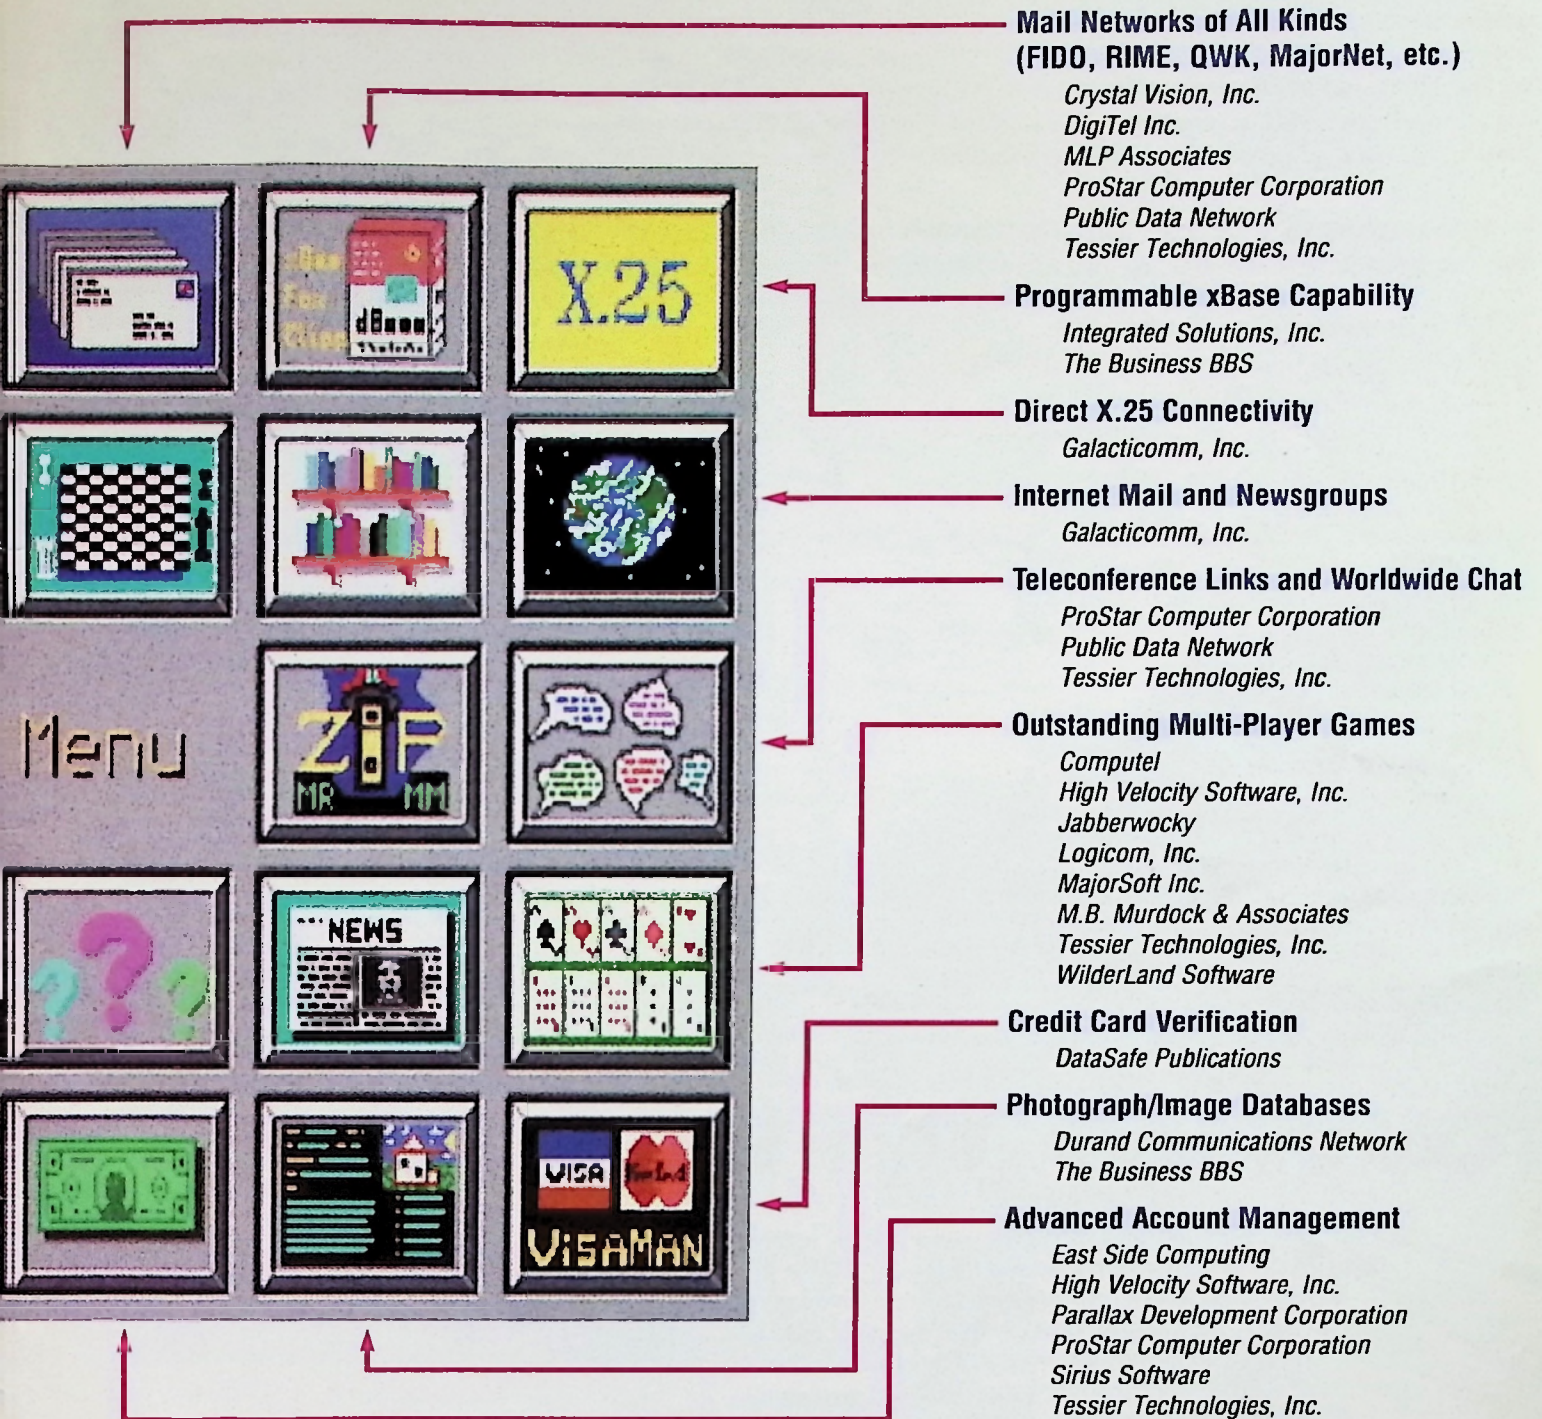 Mail Networks of All Kinds
(FIDO, RIME, QWK, MajorNet, etc.)
Crystal Vision, Inc.
DigiTel Inc.
MLP Associates
ProStar Computer Corporation
Public Data Network
Tessier Technologies, Inc.
Programmable xBase Capability
Integrated Solutions, Inc.
The Business BBS
Direct X.25 Connectivity
Galacticomm, Inc.
Internet Mail and Newsgroups
Galacticomm, Inc.
Teleconference Links and Worldwide Chat
ProStar Computer Corporation
Public Data Network
Tessier Technologies, Inc.
Outstanding Multi-Player Games
Computel
High Velocity Software, Inc.
Jabberwocky
Logicom, Inc.
MajorSoft Inc.
M.B. Murdock & Associates
Tessier Technologies, Inc.
WilderLand Software
Credit Card Verification
DataSafe Publications
Photograph/Image Databases
Durand Communications Network
The Business BBS
Advanced Account Management
East Side Computing
High Velocity Software, Inc.
Parallax Development Corporation
ProStar Computer Corporation
Sirius Software
Tessier Technologies, Inc.
Fox
X.25
Menu
ZIP
MR MM
???
NEWS
VISA
VISAMAN